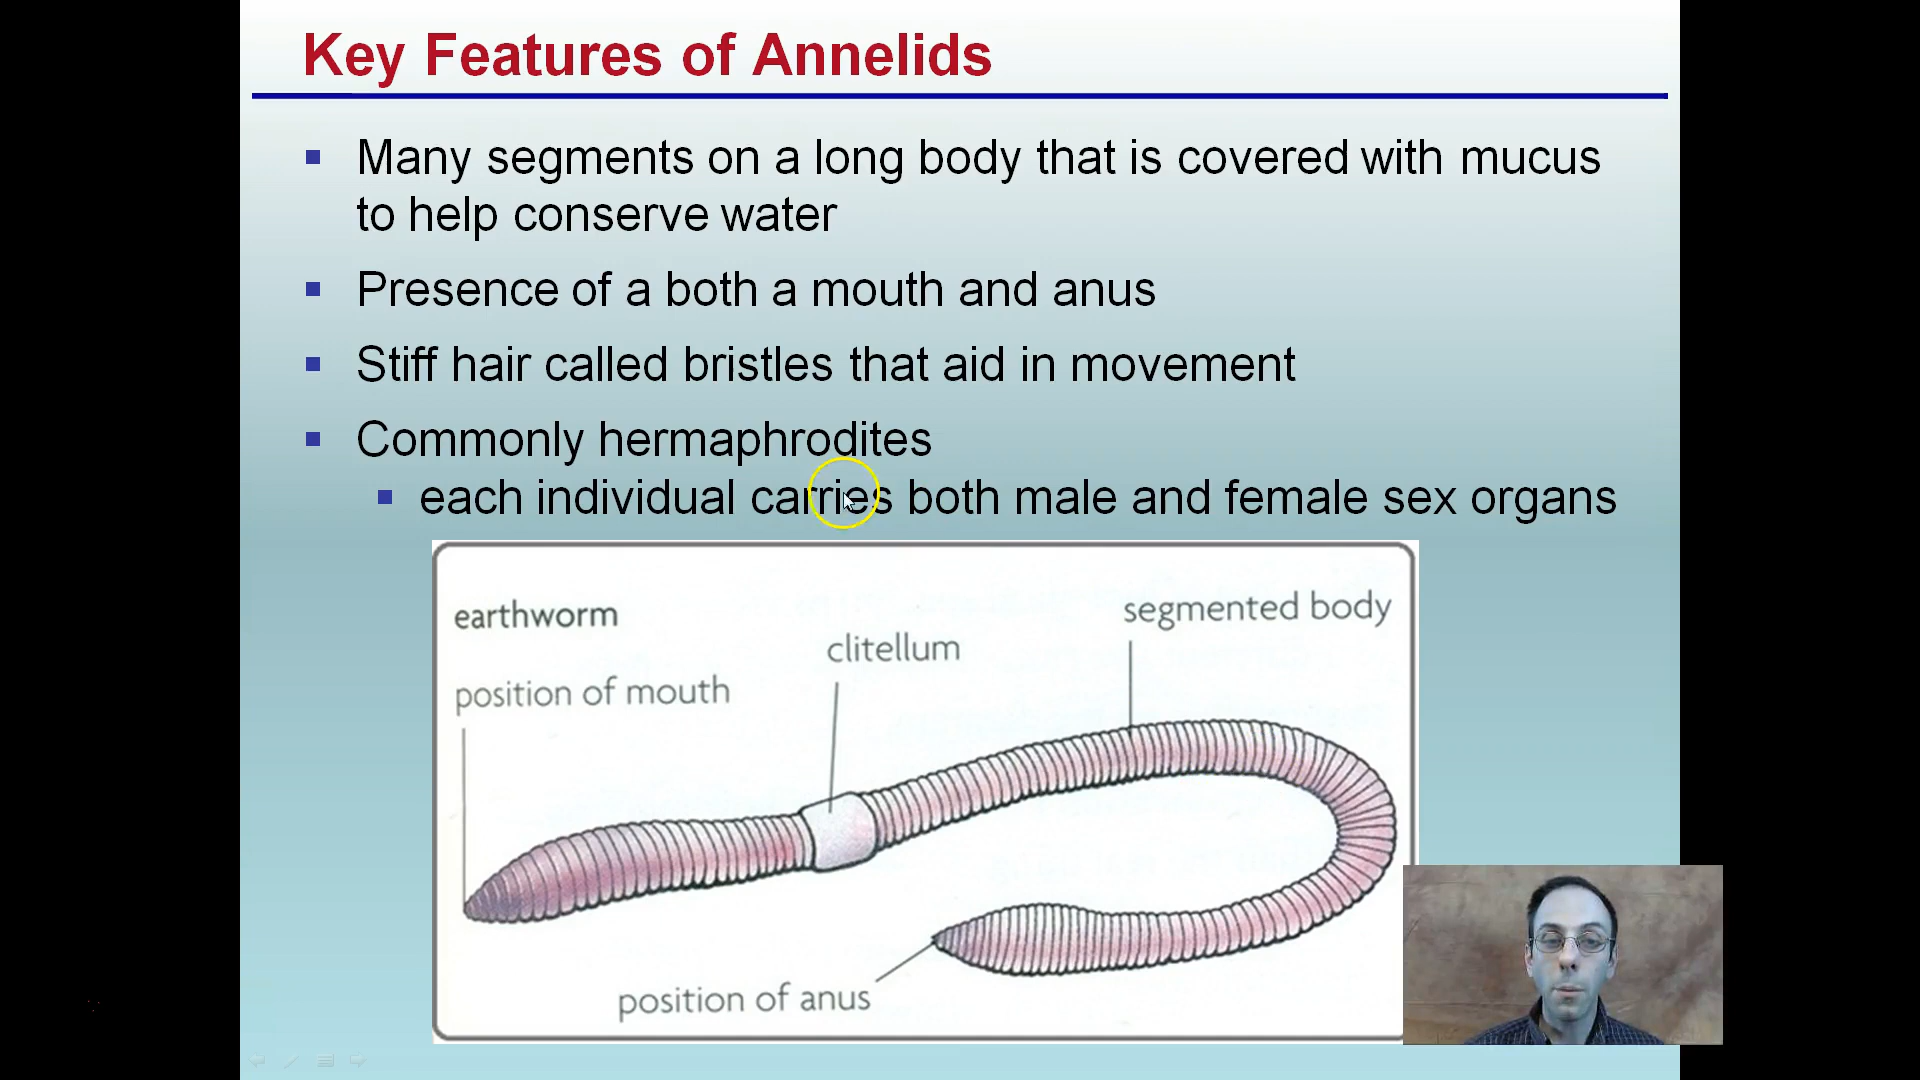 Key Features of Annelids
Many segments on a long body that is covered with mucus
to help conserve water
Presence of a both a mouth and anus
Stiff hair called bristles that aid in movement
Commonly hermaphrodites
each individual carries both male and female sex organs
earthworm
segmented body
clitellum
position of mouth
position of anus